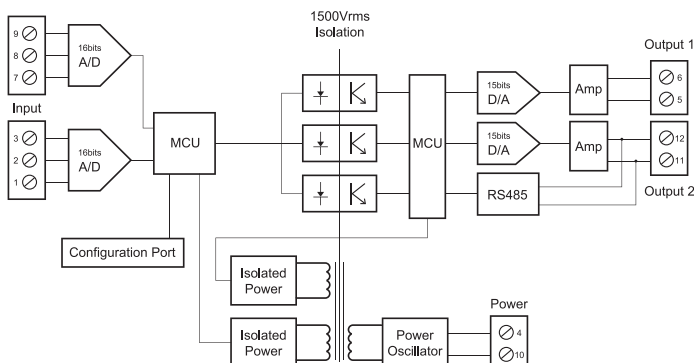 1500Vrms
Isolation
9
8
7
16bits
A/D
Input
3
2
1
16bits
A/D
MCU
Configuration Port
MCU
15bits
D/A
Amp
Output 1
6
5
15bits
D/A
Amp
12
11
Output 2
RS485
Isolated
Power
Isolated
Power
Power
Oscillator
Power
4
10